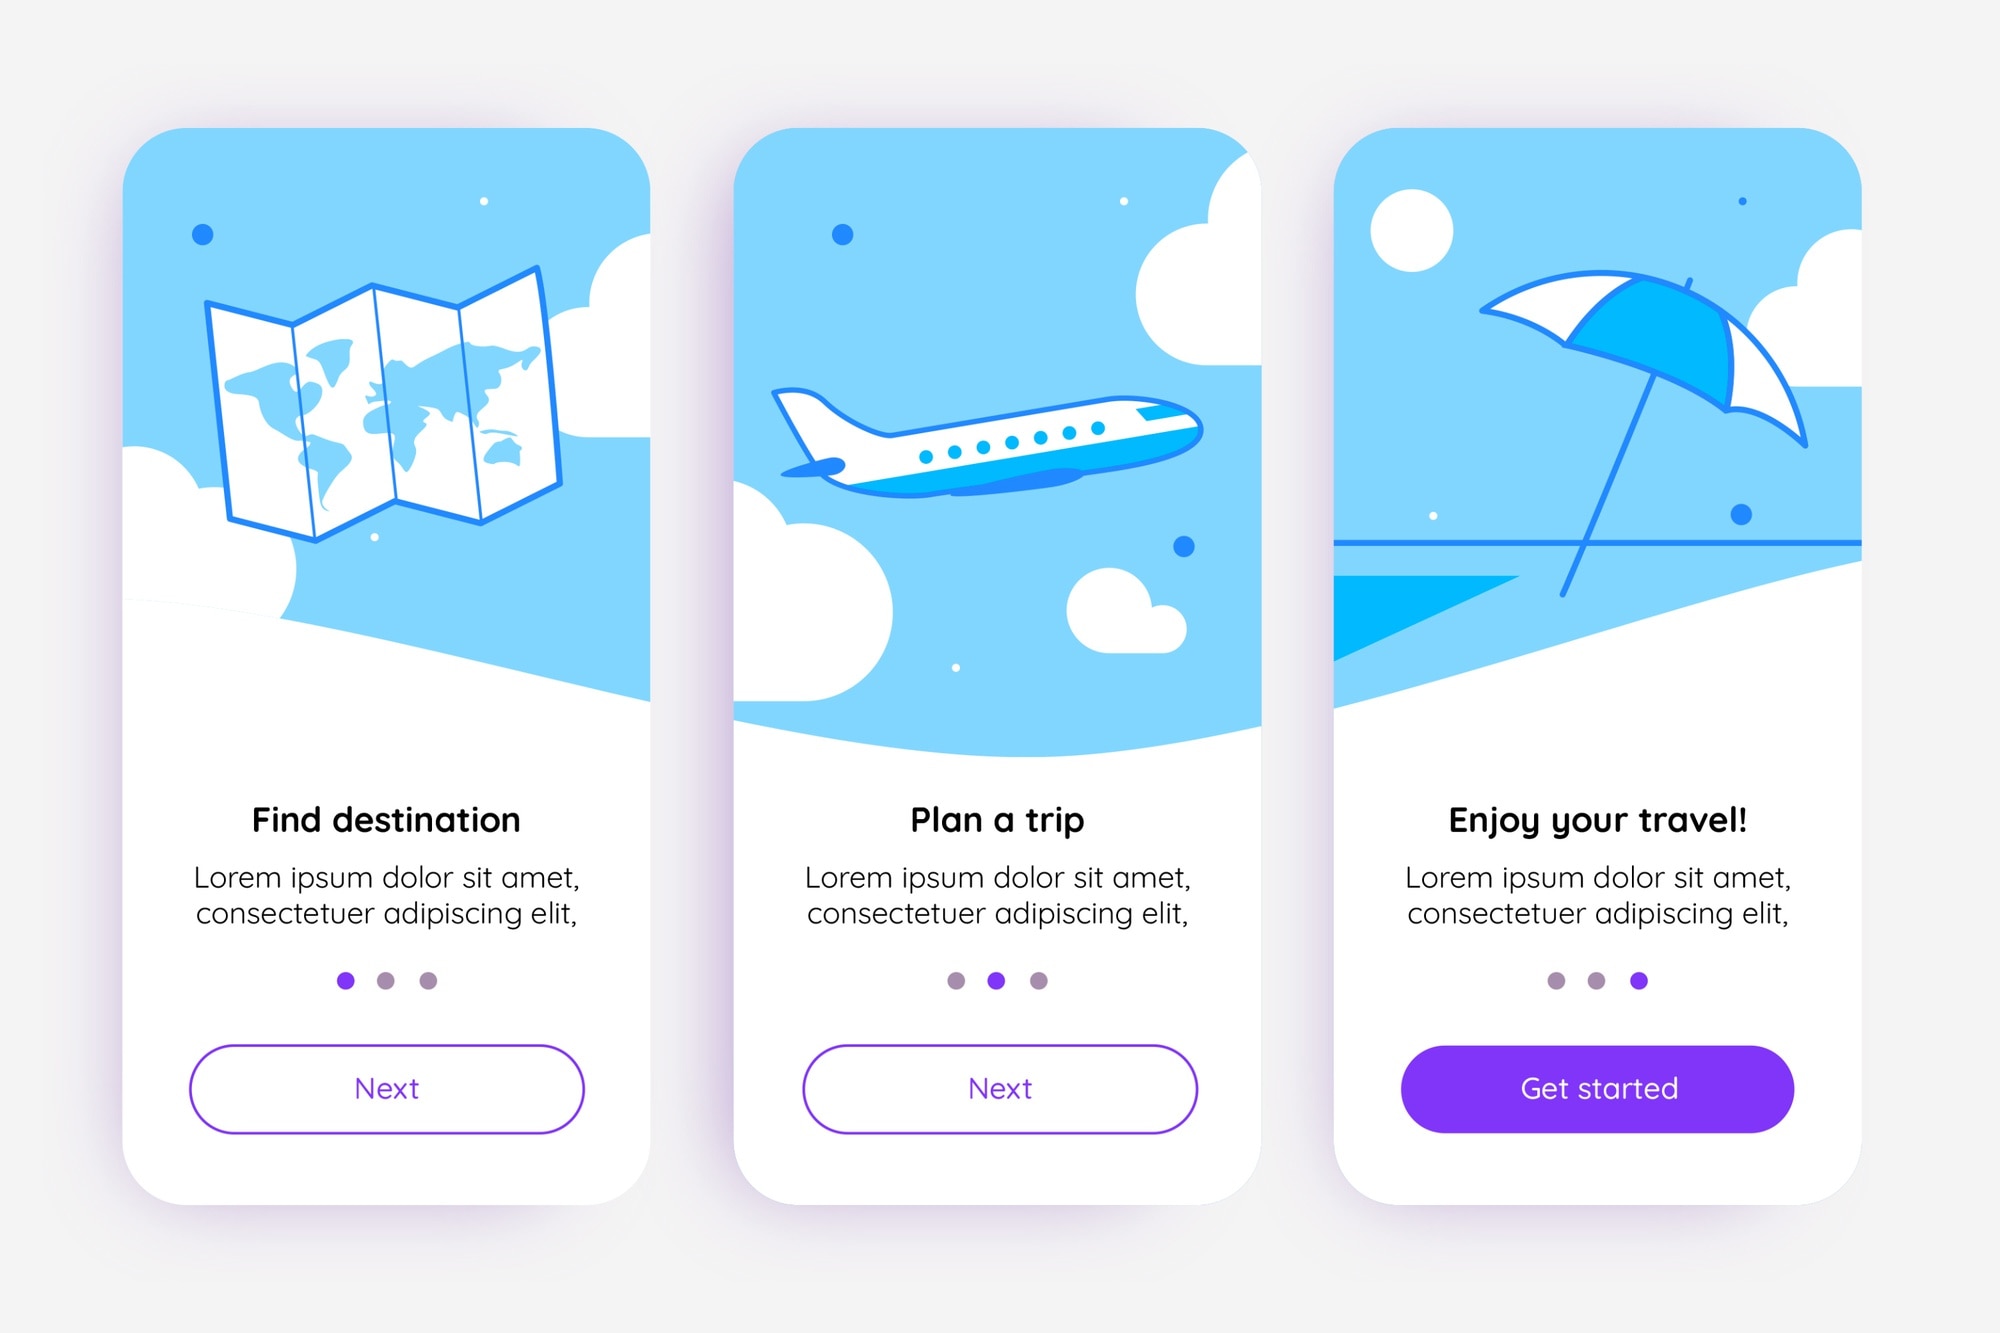 Find destination
Lorem ipsum dolor sit amet,
consectetuer adipiscing elit,
Next
Plan a trip
Lorem ipsum dolor sit amet,
consectetuer adipiscing elit,
Next
Enjoy your travel!
Lorem ipsum dolor sit amet,
consectetuer adipiscing elit,
Get started